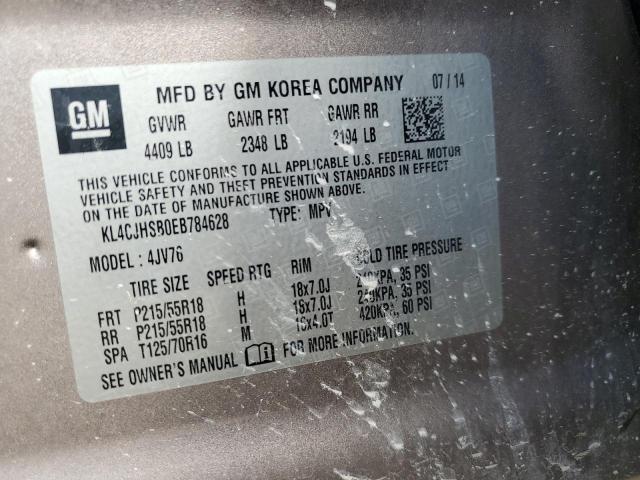 GM
MFD BY GM KOREA COMPANY 07/14
GVWR GAWR FRT GAWR RR
4409 LB 2348 LB 2194 LB
THIS VEHICLE CONFORMS TO ALL APPLICABLE U.S. FEDERAL MOTOR
VEHICLE SAFETY AND THEFT PREVENTION STANDARDS IN EFFECT
ON THE DATE OF MANUFACTURE SHOWN ABOVE.
KL4CJHSB0EB784628 TYPE: MPV
MODEL: 4JV76
TIRE SIZE SPEED RTG RIM COLD TIRE PRESSURE
FRT P215/55R18 H 18x7.0J 240KPA, 35 PSI
RR P215/55R18 H 18x7.0J 240KPA, 35 PSI
SPA T125/70R16 M 16x4.0T 420KPA, 60 PSI
SEE OWNER'S MANUAL FOR MORE INFORMATION.